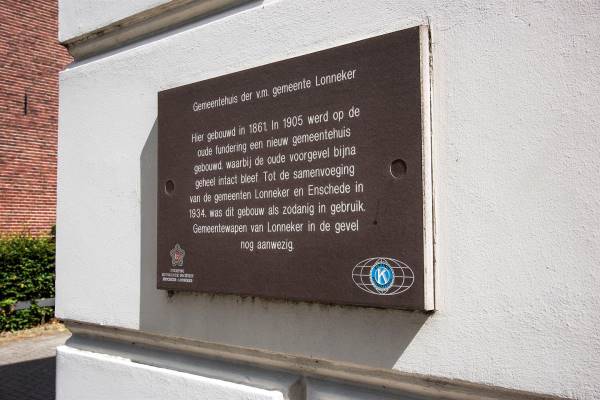 Gemeentehuis der v.m. gemeente Lonneker
Hier gebouwd in 1861. In 1905 werd op de
oude fundering een nieuw gemeentehuis
gebouwd, waarbij de oude voorgevel bijna
geheel intact bleef. Tot de samenvoeging
van de gemeenten Lonneker en Enschede in
1934, was dit gebouw als zodanig in gebruik.
Gemeentewapen van Lonneker in de gevel
nog aanwezig.
K